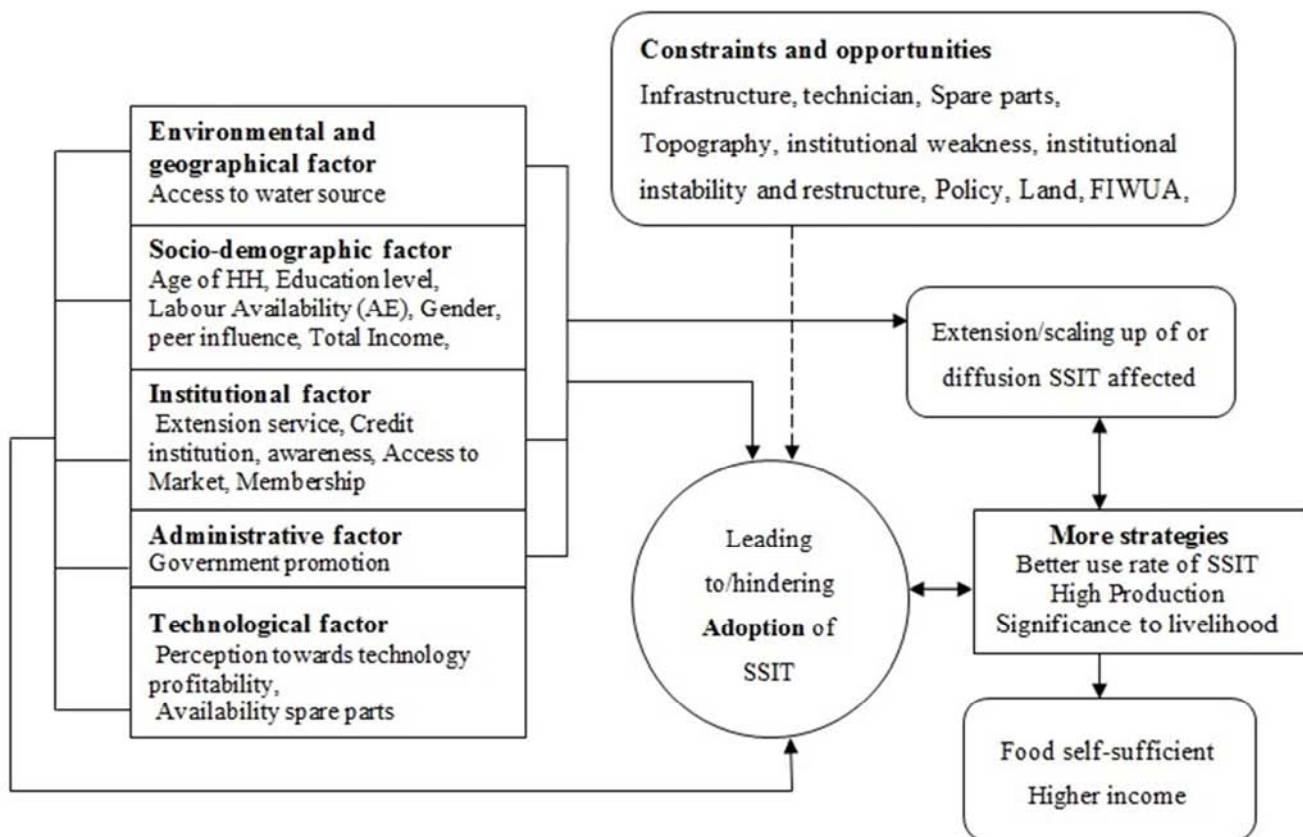 Constraints and opportunities
Infrastructure, technician, Spare parts,
Topography, institutional weakness, institutional
instability and restructure, Policy, Land, FIWUA,
Environmental and
geographical factor
Access to water source
Socio-demographic factor
Age of HH, Education level,
Labour Availability (AE), Gender,
peer influence, Total Income,
Institutional factor
Extension service, Credit
institution, awareness, Access to
Market, Membership
Administrative factor
Government promotion
Technological factor
Perception towards technology
profitability,
Availability spare parts
Extension/scaling up of or
diffusion SSIT affected
Leading
to/hindering
Adoption of
SSIT
More strategies
Better use rate of SSIT
High Production
Significance to livelihood
Food self-sufficient
Higher income